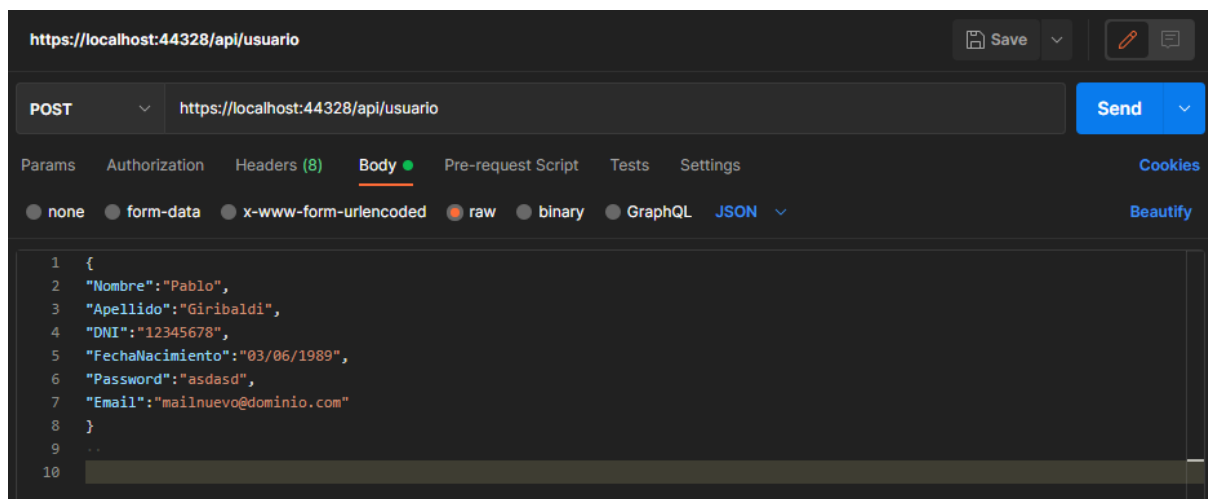 https://localhost:44328/api/usuario Save
POST https://localhost:44328/api/usuario Send
Params Authorization Headers (8) Body Pre-request Script Tests Settings Cookies
none form-data x-www-form-urlencoded raw binary GraphQL JSON Beautify
1 {
2 "Nombre":"Pablo",
3 "Apellido":"Giribaldi",
4 "DNI":"12345678",
5 "FechaNacimiento":"03/06/1989",
6 "Password":"asdasd",
7 "Email":"mailnuevo@dominio.com"
8 }
9 ··
10